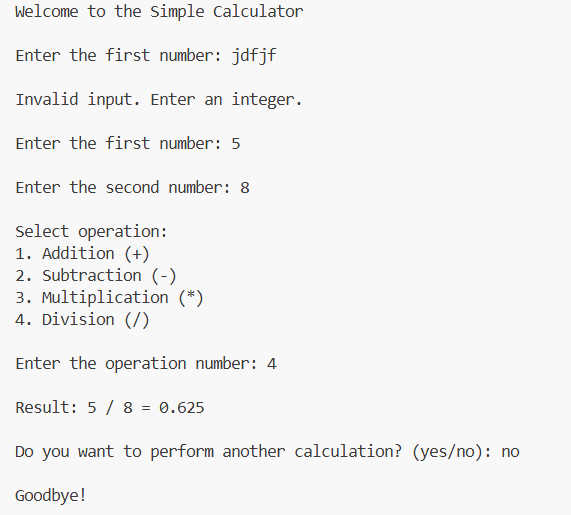 Welcome to the Simple Calculator
Enter the first number: jdfjf
Invalid input. Enter an integer.
Enter the first number: 5
Enter the second number: 8
Select operation:
1. Addition (+)
2. Subtraction (-)
3. Multiplication (*)
4. Division (/)
Enter the operation number: 4
Result: 5 / 8 = 0.625
Do you want to perform another calculation? (yes/no): no
Goodbye!